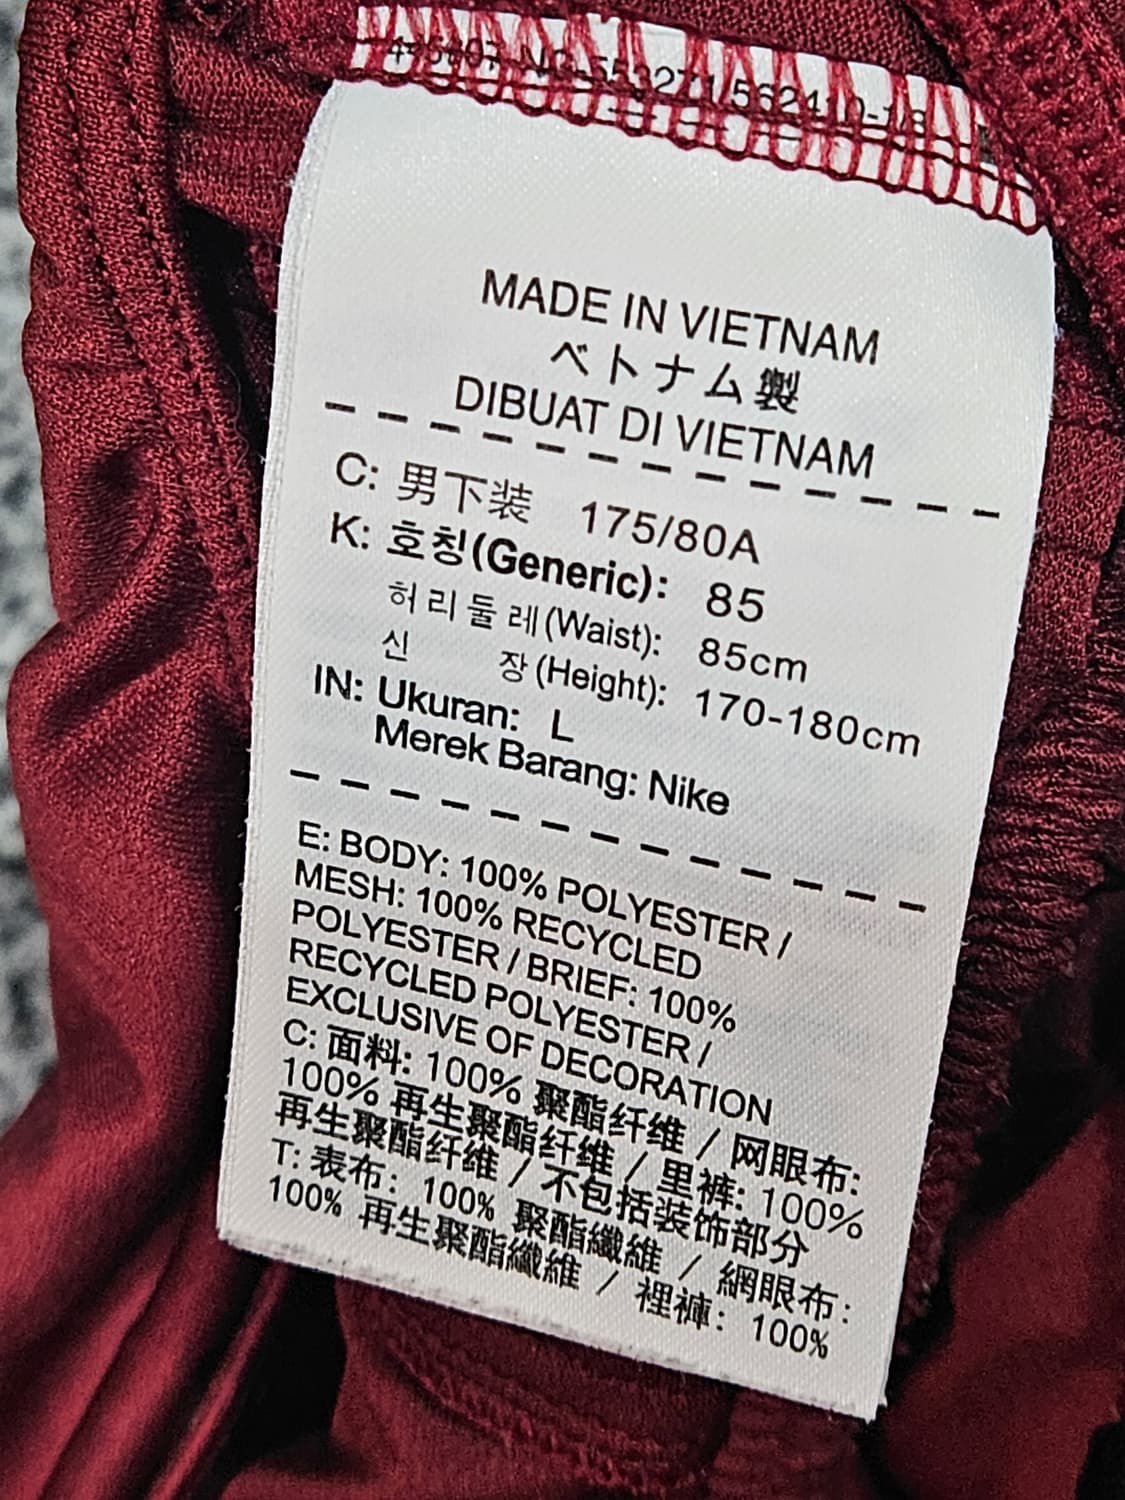 MADE IN VIETNAM
ベトナム製
DIBUAT DI VIETNAM
C: 男下装 175/80A
K: 호칭(Generic): 85
허리둘레(Waist): 85cm
신 장(Height): 170-180cm
IN: Ukuran: L
Merek Barang: Nike
E: BODY: 100% POLYESTER /
MESH: 100% RECYCLED
POLYESTER / BRIEF: 100%
RECYCLED POLYESTER /
EXCLUSIVE OF DECORATION
C: 面料: 100% 聚酯纤维 / 网眼布:
100% 再生聚酯纤维 / 里裤: 100%
再生聚酯纤维 / 不包括装饰部分
T: 表布: 100% 聚酯纖維 / 網眼布:
100% 再生聚酯纖維 / 裡褲: 100%